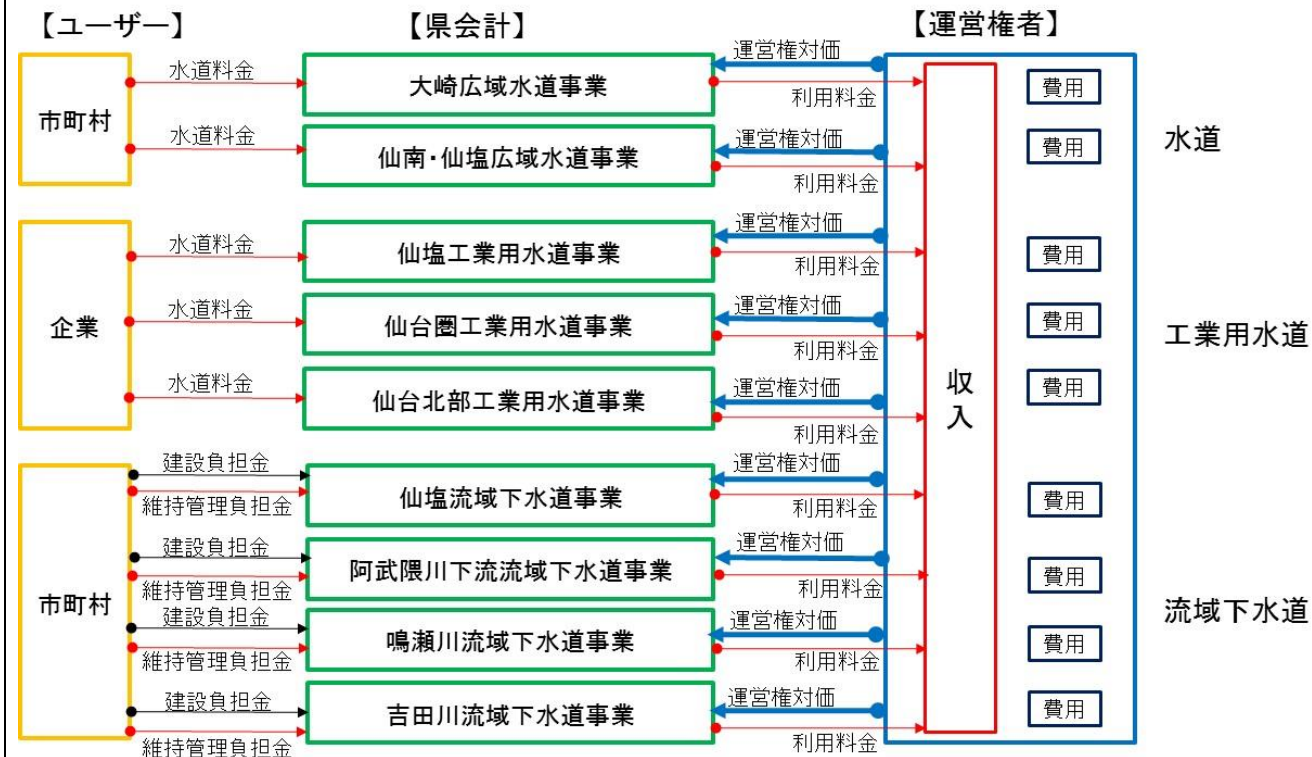 【ユーザー】
【県会計】
【運営権者】
市町村
水道料金
大崎広域水道事業
運営権対価
利用料金
費用
水道料金
仙南・仙塩広域水道事業
運営権対価
利用料金
費用
水道
企業
水道料金
仙塩工業用水道事業
運営権対価
利用料金
費用
水道料金
仙台圏工業用水道事業
運営権対価
利用料金
費用
工業用水道
水道料金
仙台北部工業用水道事業
運営権対価
利用料金
費用
収入
市町村
建設負担金
維持管理負担金
仙塩流域下水道事業
運営権対価
利用料金
費用
建設負担金
維持管理負担金
阿武隈川下流流域下水道事業
運営権対価
利用料金
費用
流域下水道
建設負担金
維持管理負担金
鳴瀬川流域下水道事業
運営権対価
利用料金
費用
建設負担金
維持管理負担金
吉田川流域下水道事業
運営権対価
利用料金
費用